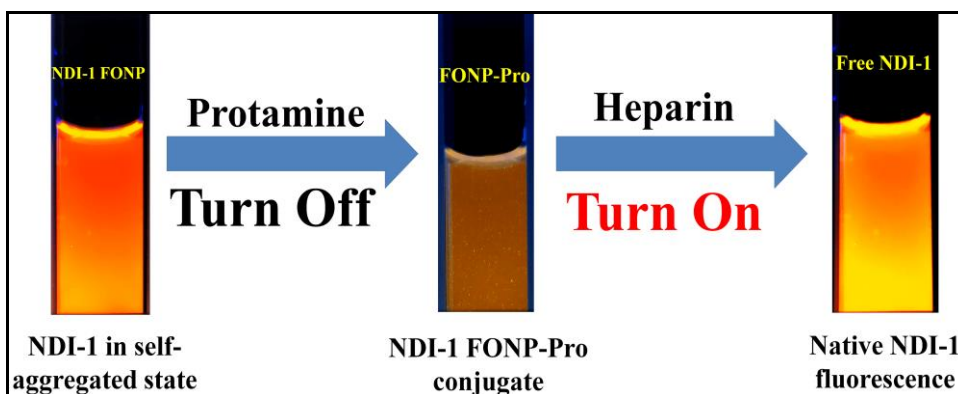 NDI-1 FONP
FONP-Pro
Free NDI-1
Protamine
Turn Off
Heparin
Turn On
NDI-1 in self-
aggregated state
NDI-1 FONP-Pro
conjugate
Native NDI-1
fluorescence